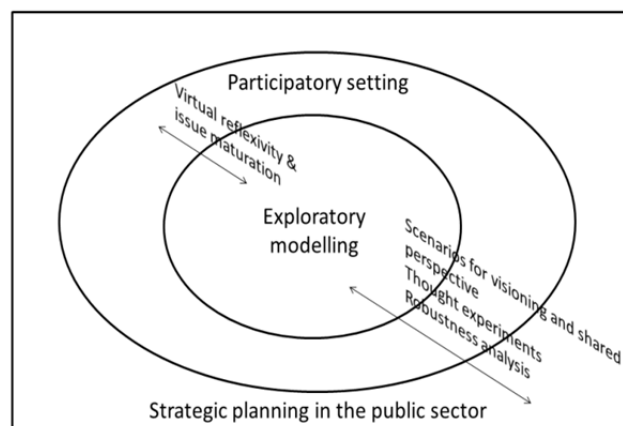 Participatory setting
Virtual reflexivity &
issue maturation
Exploratory
modelling
Scenarios for visioning and shared
perspective
Thought experiments
Robustness analysis
Strategic planning in the public sector